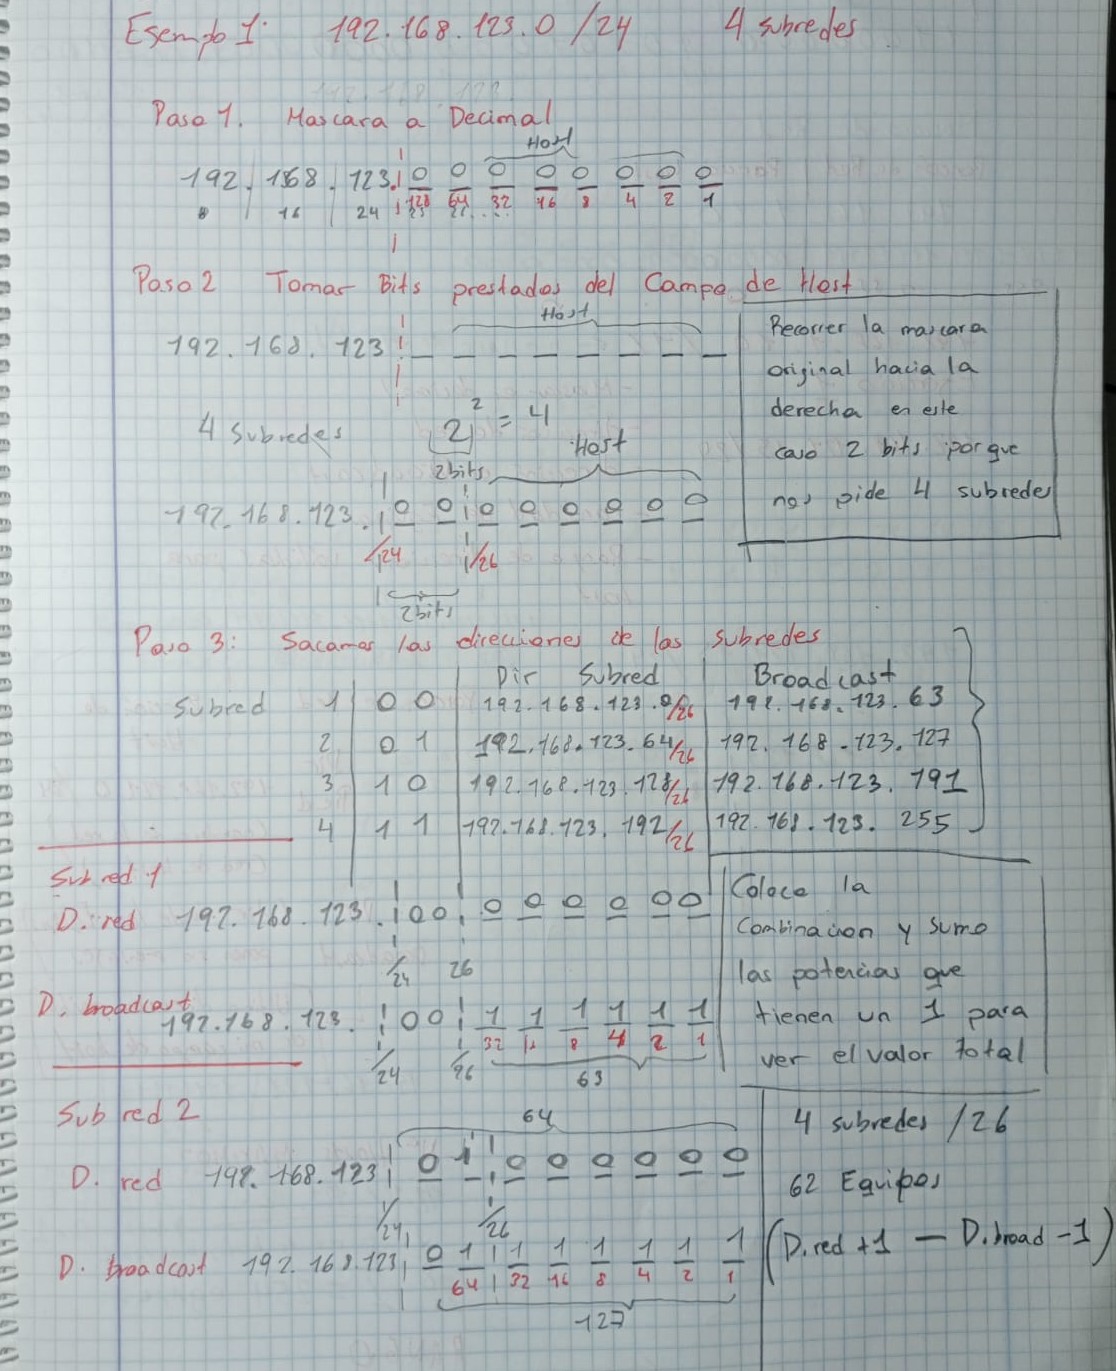 Esempo 1: 192.168.123.0 /24 4 subredes
Paso 1. Mascara a Decimal
Host
192. 168. 123. 0 0 0 0 0 0 0 0
128 64 32 16 8 4 2 1
8 16 24
Paso 2 Tomar Bits prestados del Campo de Host
Host
192. 168. 123 _ _ _ _ _ _ _ _
4 Subredes 2² = 4
2bits
Host
192. 168. 123. 0 0 0 0 0 0 0 0
/24 /26
2bits
Recorrer la mascara
original hacia la
derecha en este
caso 2 bits porque
nos pide 4 subredes
Paso 3: Sacamos las direcciones de las subredes
Dir Subred Broadcast
Subred 1 0 0 192.168.123.0/26 192.168.123.63
2 0 1 192.168.123.64/26 192.168.123.127
3 1 0 192.168.123.128/26 192.168.123.191
4 1 1 192.168.123.192/26 192.168.123.255
Subred 1
D. red 192. 168. 123. 0 0 0 0 0 0 0 0
/24 26
D. broadcast
192.168.123. 0 0 1 1 1 1 1 1
32 8 4 2 1
/24 /26 63
Coloco la
Combinacion y sumo
las potencias que
tienen un 1 para
ver el valor total
Sub red 2
64
D. red 192. 168. 123 0 1 0 0 0 0 0 0
/24 /26
D. broadcast 192.168.123 0 1 1 1 1 1 1 1
64 32 16 8 4 2 1
127
4 subredes /26
62 Equipos
(D.red +1 — D.broad -1)